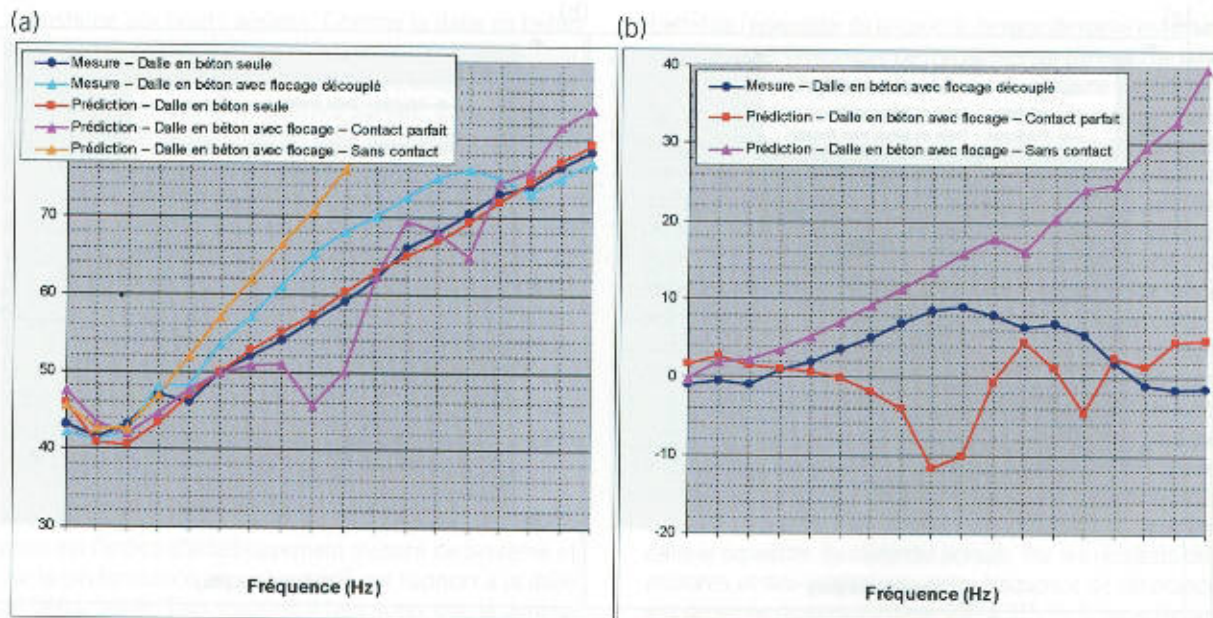 (a)
Mesure – Dalle en béton seule
Mesure – Dalle en béton avec flocage découplé
Prédiction – Dalle en béton seule
Prédiction – Dalle en béton avec flocage – Contact parfait
Prédiction – Dalle en béton avec flocage – Sans contact
70
60
50
40
30
Fréquence (Hz)
(b)
Mesure – Dalle en béton avec flocage découplé
Prédiction – Dalle en béton avec flocage – Contact parfait
Prédiction – Dalle en béton avec flocage – Sans contact
40
30
20
10
0
-10
-20
Fréquence (Hz)